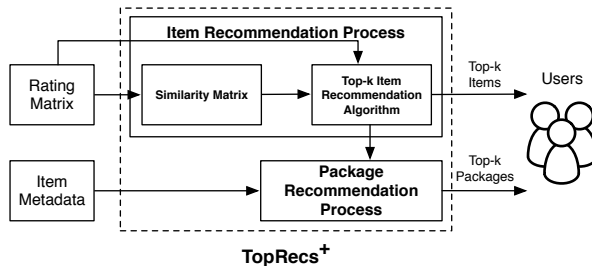 Item Recommendation Process
Rating
Matrix
Similarity Matrix
Top-k Item
Recommendation
Algorithm
Top-k
Items
Users
Item
Metadata
Package
Recommendation
Process
Top-k
Packages
TopRecs+